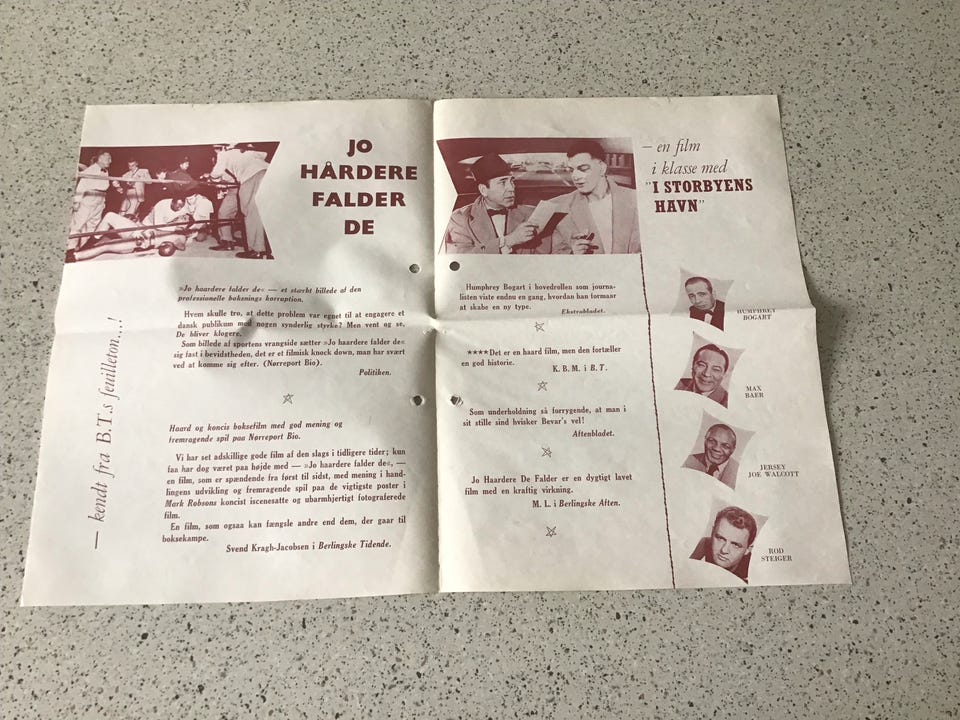 JO
HÅRDERE
FALDER
DE
»Jo haardere falder de« — et stærkt billede af den
professionelle boksnings korruption.
Hvem skulle tro, at dette problem var egnet til at engagere et
dansk publikum med nogen synderlig styrke? Men vent og se,
De bliver klogere.
Som billede af sportens vrangside sætter »Jo haardere falder de«
sig fast i bevidstheden, det er et filmisk knock down, man har svært
ved at komme sig efter. (Nørreport Bio).
Politiken.
Haard og koncis boksefilm med god mening og
fremragende spil paa Nørreport Bio.
Vi har set adskillige gode film af den slags i tidligere tider; kun
faa har dog været paa højde med — »Jo haardere falder de«, —
en film, som er spændende fra først til sidst, med mening i hand-
lingens udvikling og fremragende spil paa de vigtigste poster i
Mark Robsons koncist iscenesatte og ubarmhjertigt fotograferede
film.
En film, som ogsaa kan fængsle andre end dem, der gaar til
boksekampe.
Svend Kragh-Jacobsen i Berlingske Tidende.
— kendt fra B.T.s feuilleton...!
— en film
i klasse med
"I STORBYENS
HAVN"
Humphrey Bogart i hovedrollen som journa-
listen viste endnu en gang, hvordan han formaar
at skabe en ny type.
Ekstrabladet.
★★★★Det er en haard film, men den fortæller
en god historie.
K. B. M. i B. T.
Som underholdning så forrygende, at man i
sit stille sind hvisker Bevar's vel!
Aftenbladet.
Jo Haardere De Falder er en dygtigt lavet
film med en kraftig virkning.
M. L. i Berlingske Aften.
HUMPHREY
BOGART
MAX
BAER
JERSEY
JOE WALCOTT
ROD
STEIGER